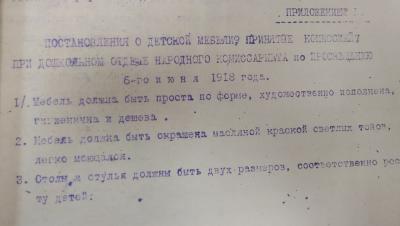 ПРИЛОЖЕНИЕ I.
ПОСТАНОВЛЕНИЯ О ДЕТСКОЙ МЕБЕЛИ, ПРИНЯТЫЕ КОМИССИЕЙ
ПРИ ДОШКОЛЬНОМ ОТДЕЛЕ НАРОДНОГО КОМИССАРИАТА по ПРОСВЕЩЕНИЮ
6-го июня 1918 года.
1/. Мебель должна быть проста по форме, художественно исполнена,
гигиенична и дешева.
2. Мебель должна быть окрашена масляной краской светлых тонов,
легко моющаяся.
3. Столы и стулья должны быть двух размеров, соответственно рос
ту детей: